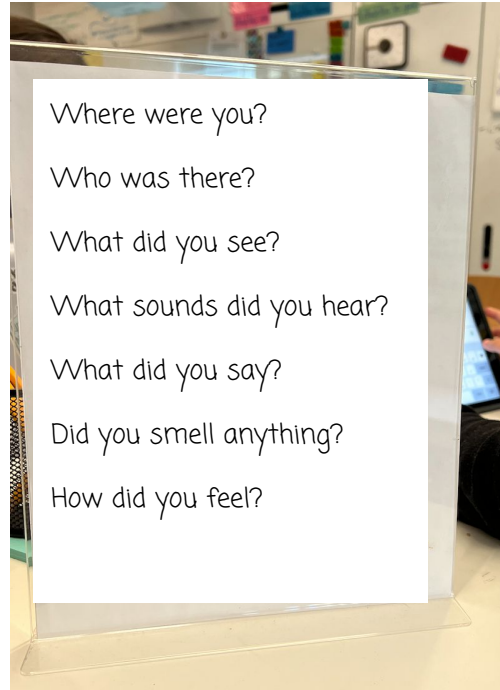 Where were you?
Who was there?
What did you see?
What sounds did you hear?
What did you say?
Did you smell anything?
How did you feel?